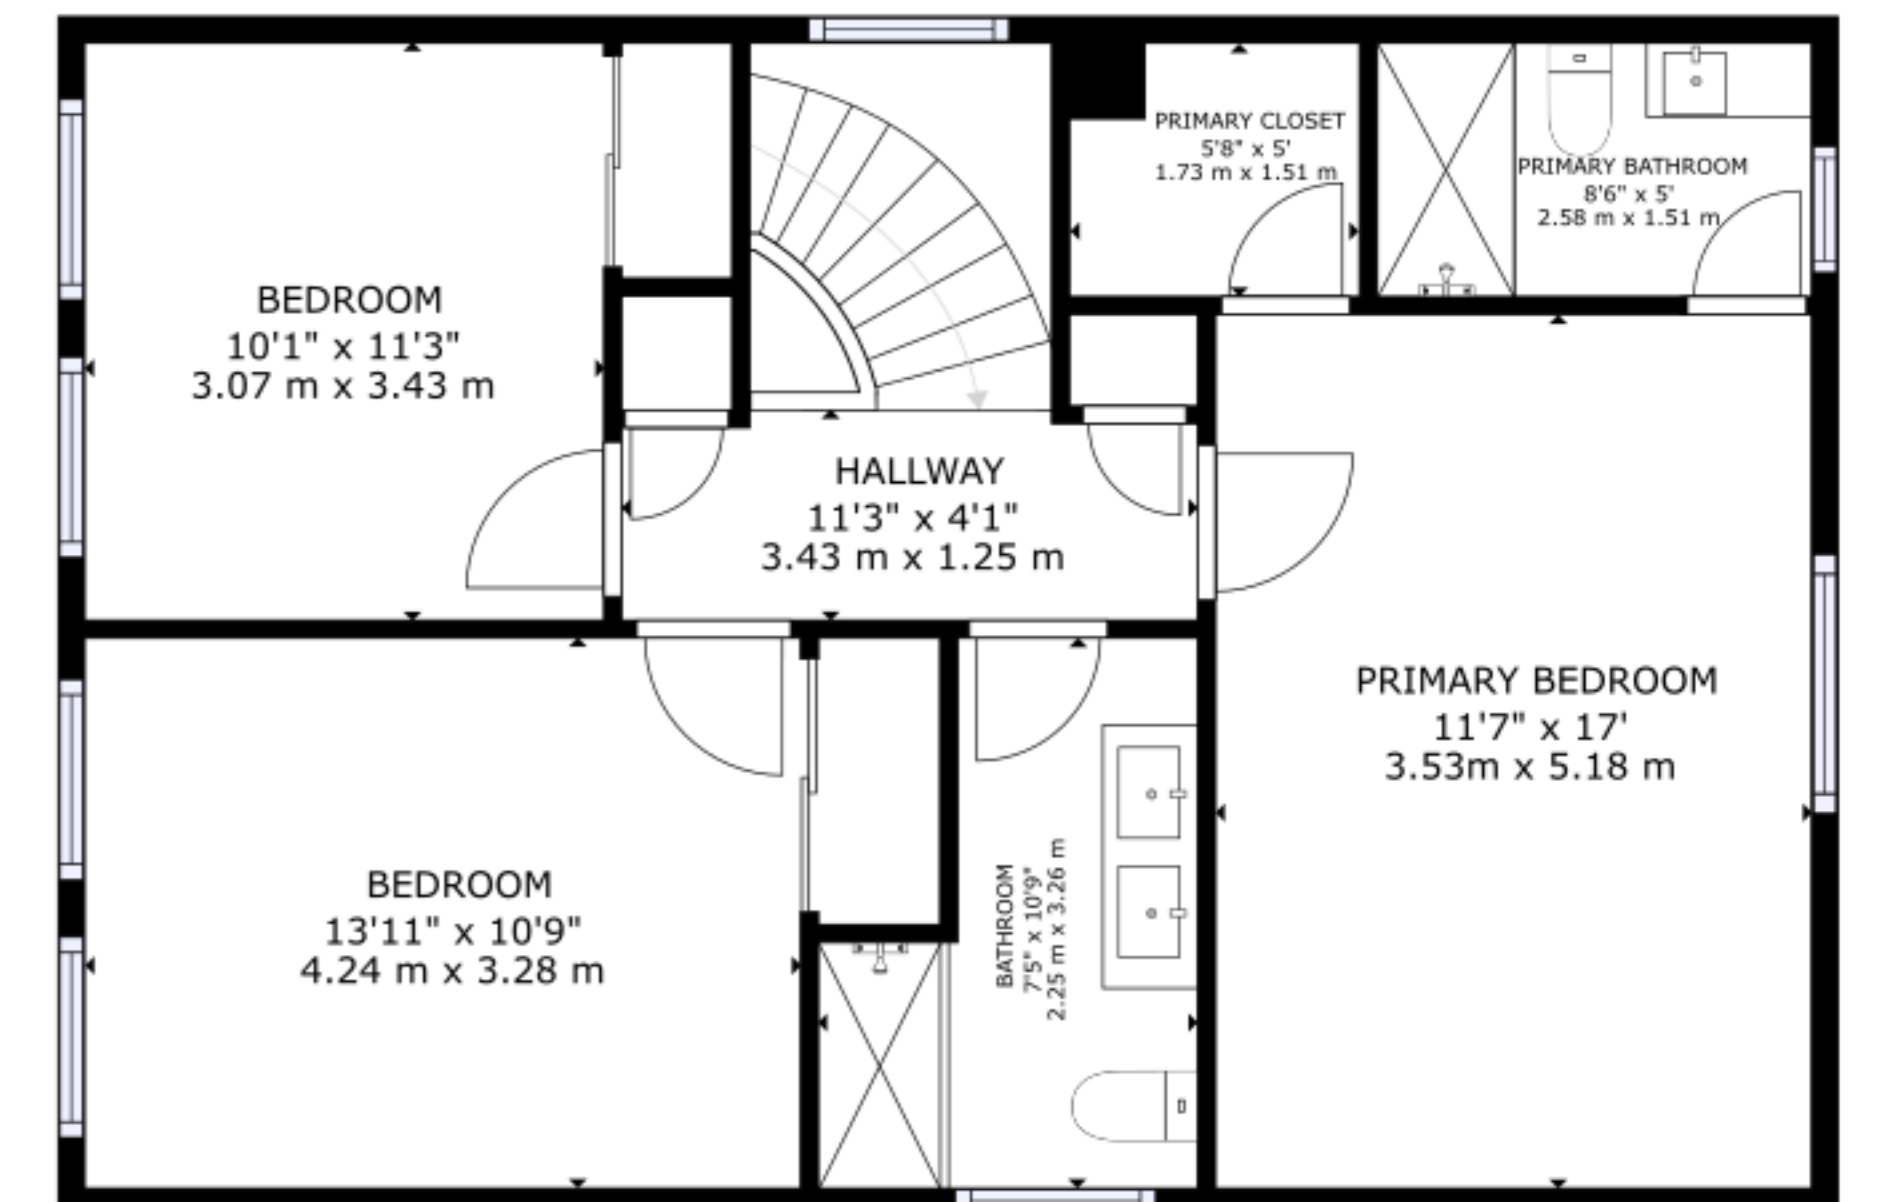 PRIMARY CLOSET
5'8" x 5'
1.73 m x 1.51 m
PRIMARY BATHROOM
8'6" x 5'
2.58 m x 1.51 m
BEDROOM
10'1" x 11'3"
3.07 m x 3.43 m
HALLWAY
11'3" x 4'1"
3.43 m x 1.25 m
PRIMARY BEDROOM
11'7" x 17'
3.53m x 5.18 m
BEDROOM
13'11" x 10'9"
4.24 m x 3.28 m
BATHROOM
7'5" x 10'9"
2.25 m x 3.26 m